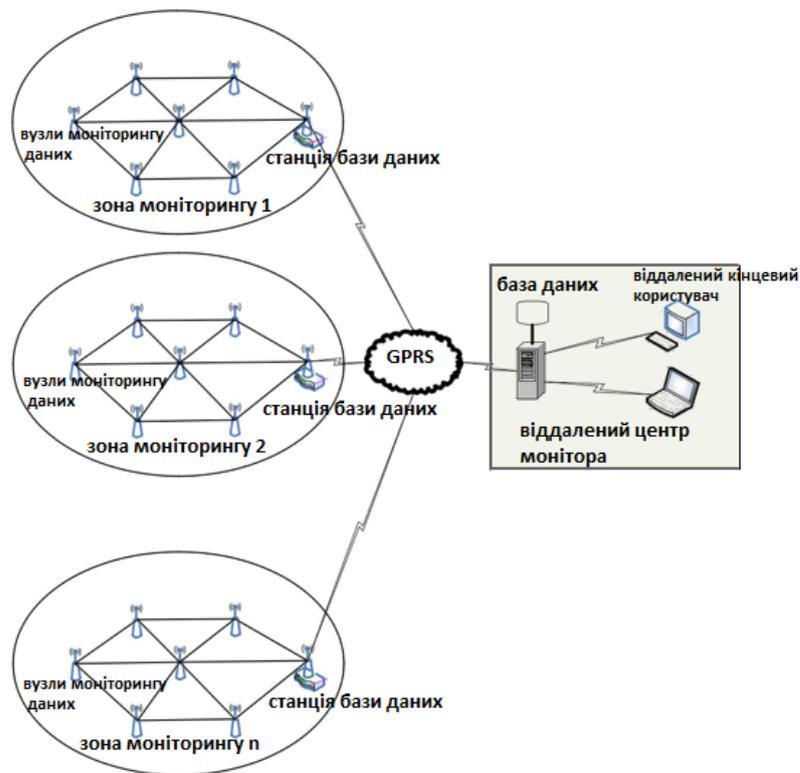 вузли моніторингу
даних
станція бази даних
зона моніторингу 1
вузли моніторингу
даних
станція бази даних
зона моніторингу 2
вузли моніторингу
даних
станція бази даних
зона моніторингу n
GPRS
база даних
віддалений кінцевий
користувач
віддалений центр
монітора